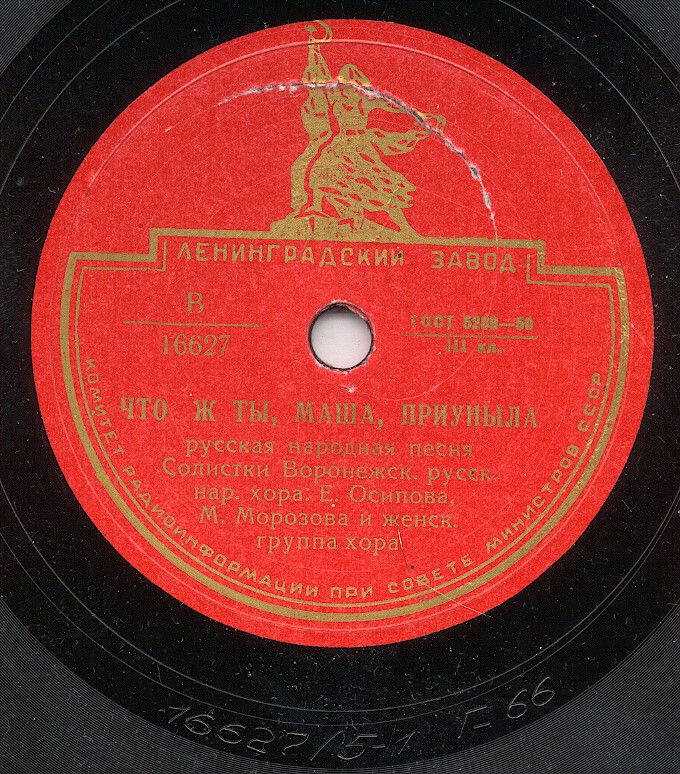 ЛЕНИНГРАДСКИЙ ЗАВОД
В
16627
ГОСТ 5289—50
III кл.
ЧТО Ж ТЫ, МАША, ПРИУНЫЛА
русская народная песня
Солистки Воронежск. русск.
нар. хора: Е. Осипова,
М. Морозова и женск.
группа хора
КОМИТЕТ РАДИОИНФОРМАЦИИ ПРИ СОВЕТЕ МИНИСТРОВ СССР
16627/5-1 Г-66